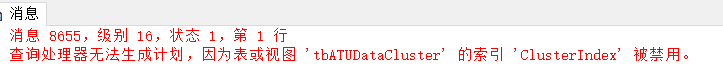 消息
消息 8655，级别 16，状态 1，第 1 行
查询处理器无法生成计划，因为表或视图 'tbATUDataCluster' 的索引 'ClusterIndex' 被禁用。